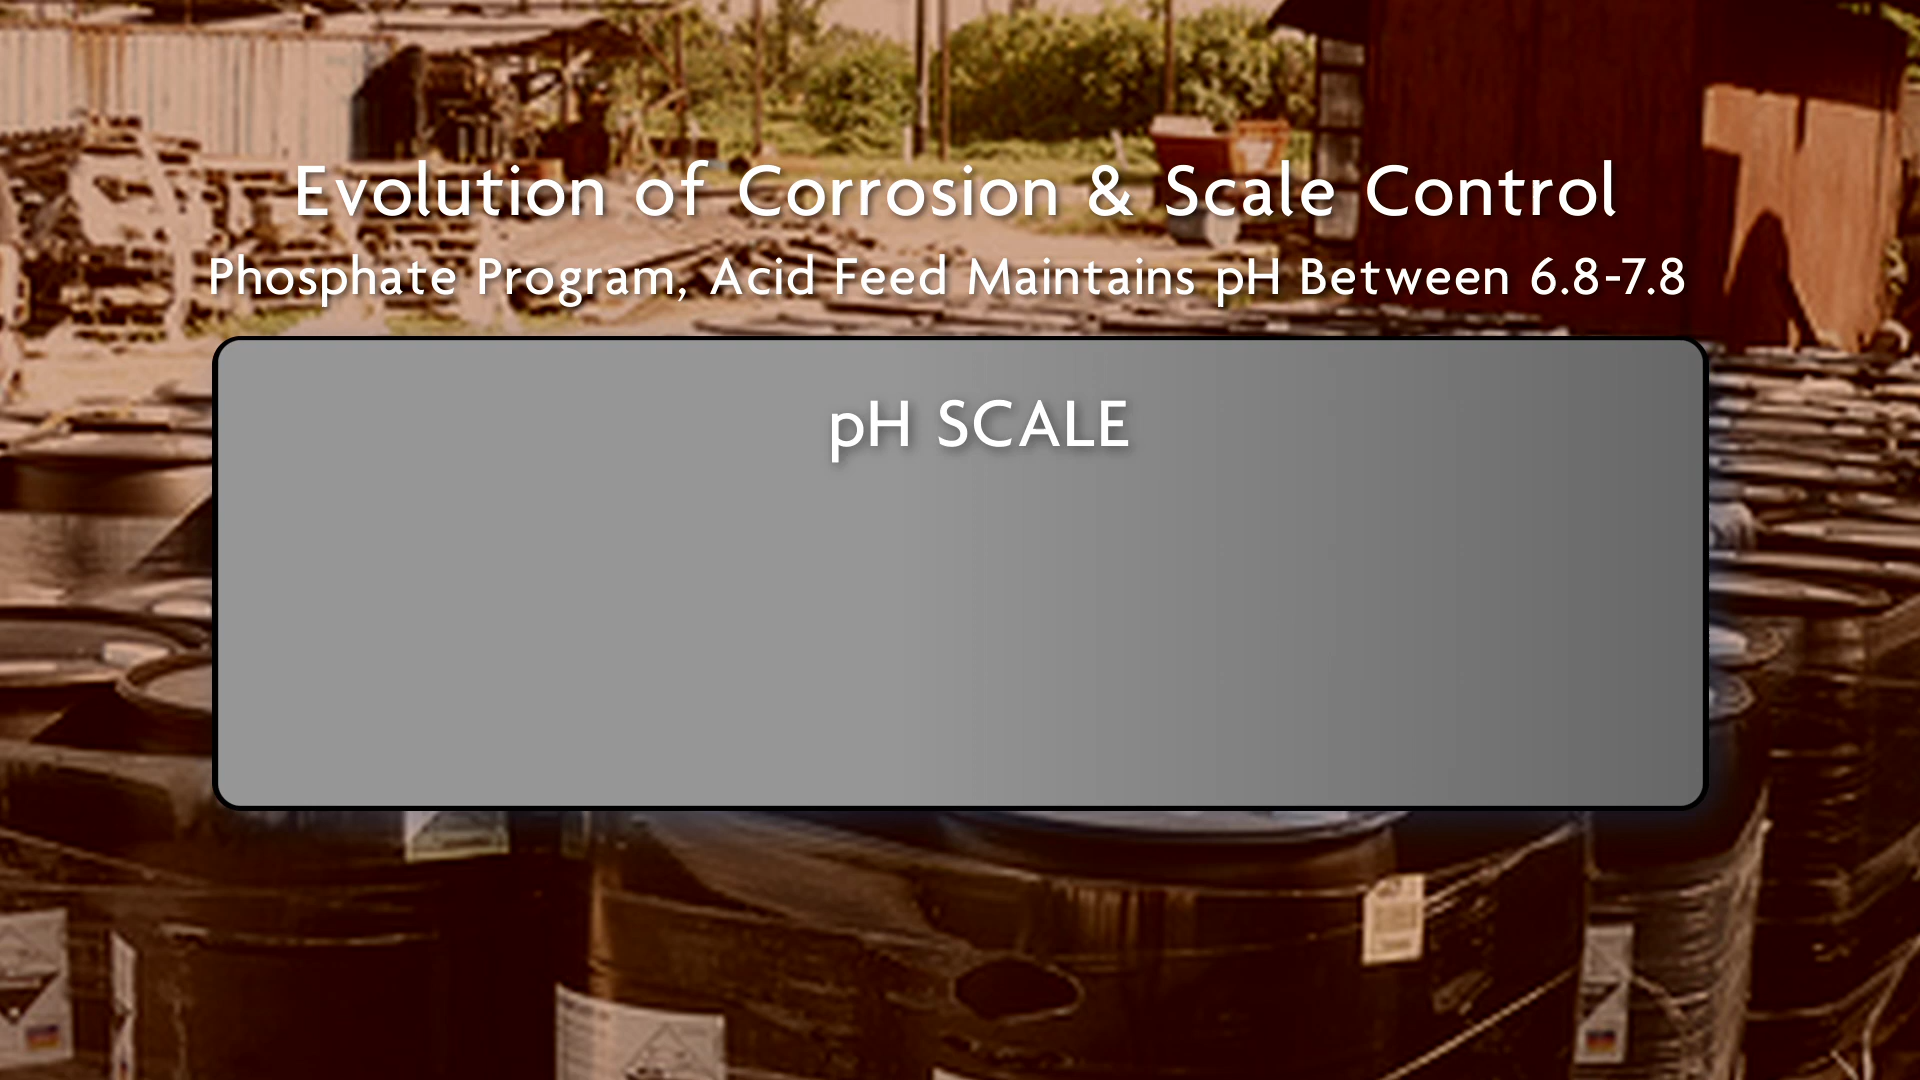 Evolution of Corrosion & Scale Control
Phosphate Program, Acid Feed Maintains pH Between 6.8-7.8
pH SCALE